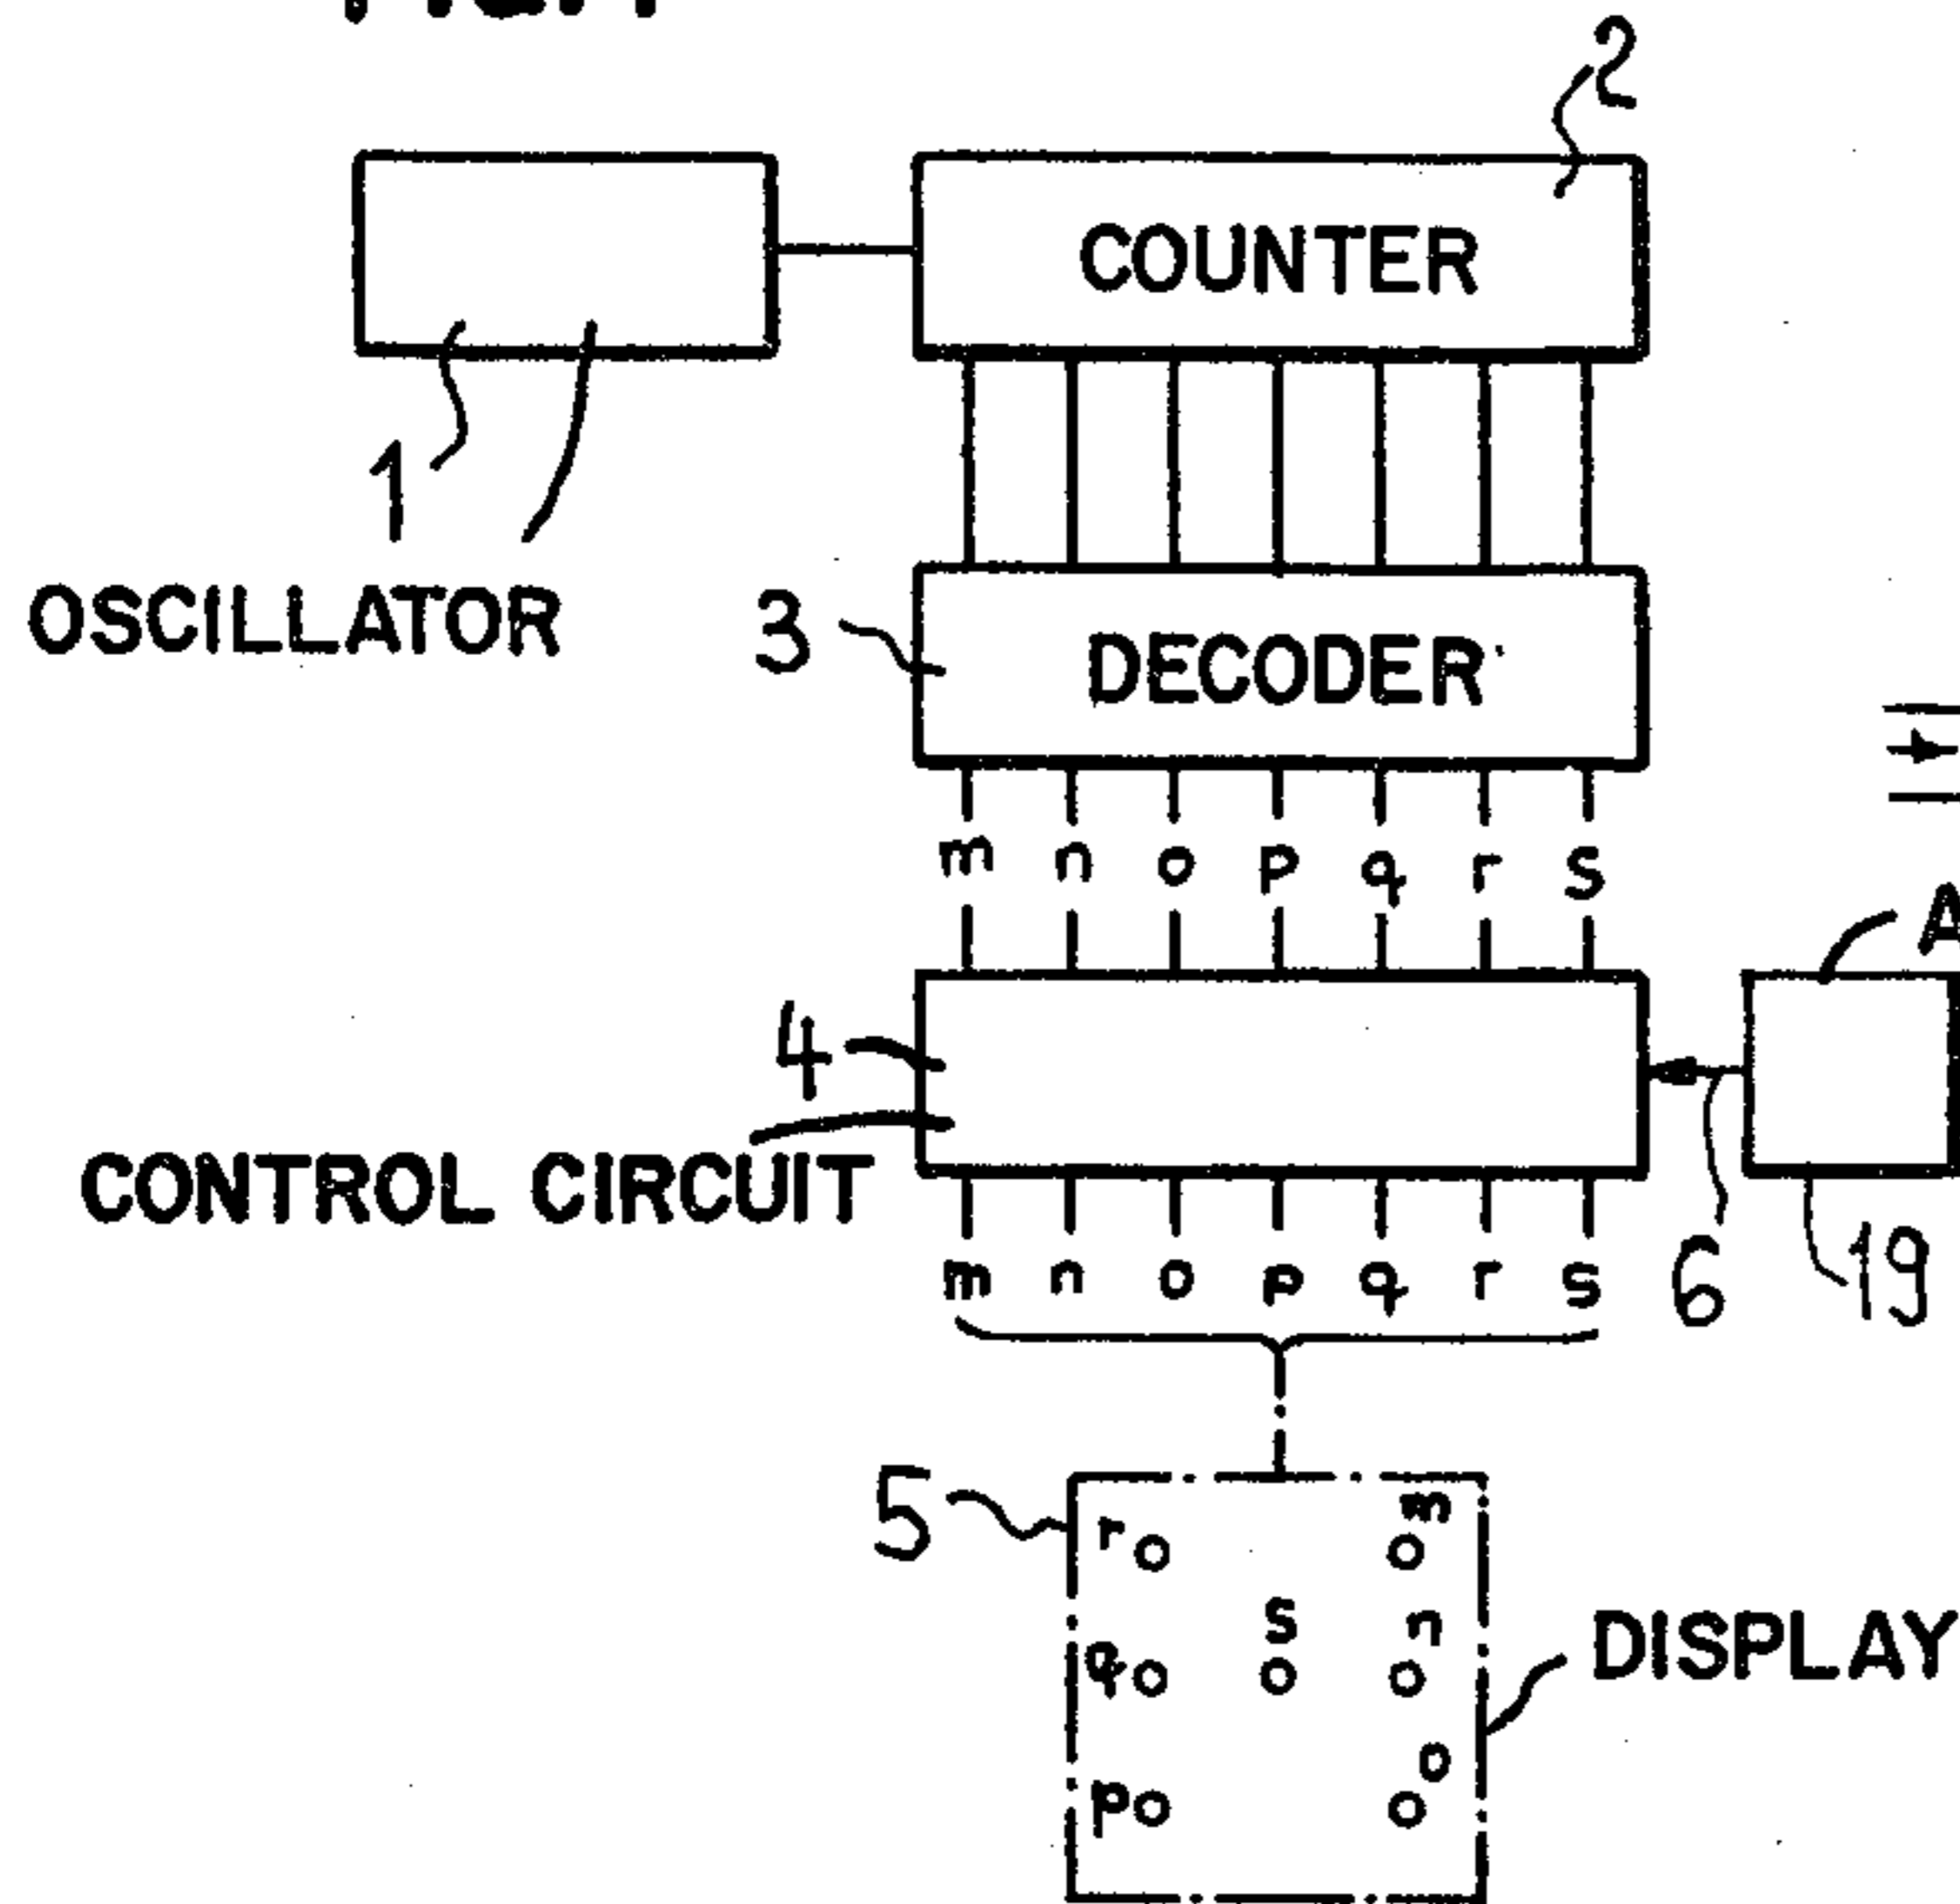 2
COUNTER
1
OSCILLATOR
3
DECODER
m n o p q r s
A
4
CONTROL CIRCUIT
6
19
m n o p q r s
5
r m
s n
q
DISPLAY
o
p